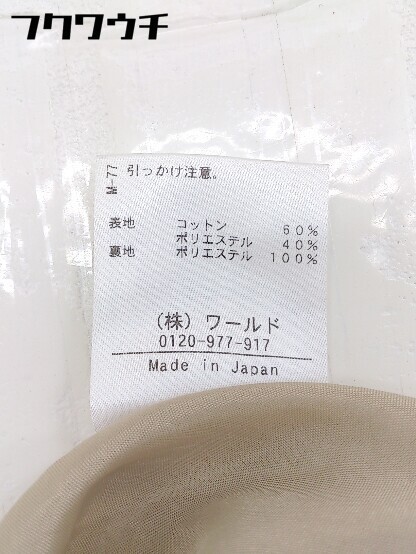 フクワウチ
W-77 引っかけ注意。
表地 コットン 60%
ポリエステル 40%
裏地 ポリエステル 100%
(株) ワールド
0120-977-917
Made in Japan